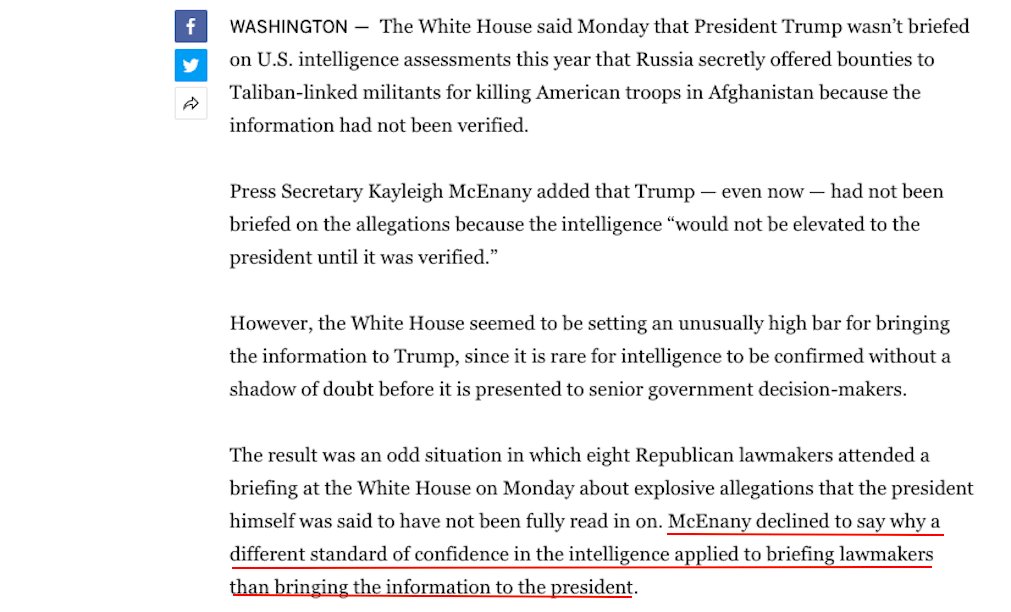 WASHINGTON — The White House said Monday that President Trump wasn’t briefed
on U.S. intelligence assessments this year that Russia secretly offered bounties to
Taliban-linked militants for killing American troops in Afghanistan because the
information had not been verified.
Press Secretary Kayleigh McEnany added that Trump — even now — had not been
briefed on the allegations because the intelligence “would not be elevated to the
president until it was verified.”
However, the White House seemed to be setting an unusually high bar for bringing
the information to Trump, since it is rare for intelligence to be confirmed without a
shadow of doubt before it is presented to senior government decision-makers.
The result was an odd situation in which eight Republican lawmakers attended a
briefing at the White House on Monday about explosive allegations that the president
himself was said to have not been fully read in on. McEnany declined to say why a
different standard of confidence in the intelligence applied to briefing lawmakers
than bringing the information to the president.